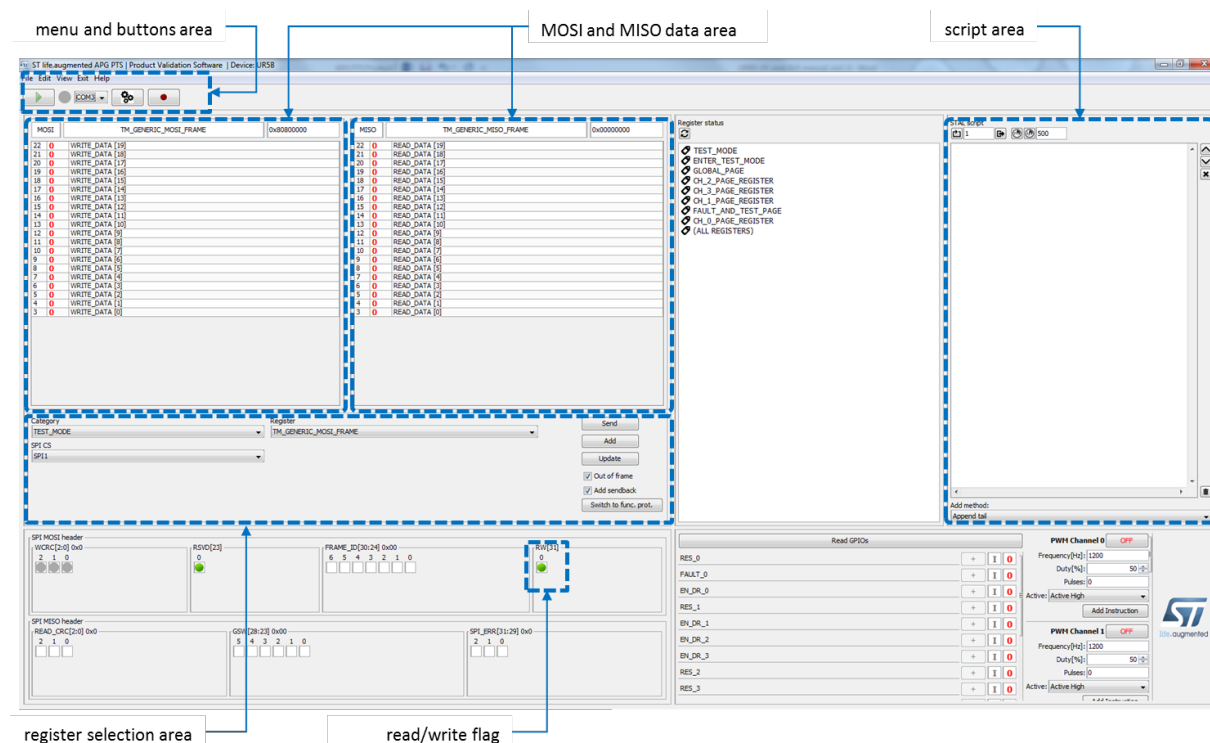 menu and buttons area
MOSI and MISO data area
script area
ST life.augmented APG PTS | Product Validation Software | Device: UR5B
File Edit View Exit Help
COM3
MOSI TM_GENERIC_MOSI_FRAME 0x80800000
22 0 WRITE_DATA [19]
21 0 WRITE_DATA [18]
20 0 WRITE_DATA [17]
19 0 WRITE_DATA [16]
18 0 WRITE_DATA [15]
17 0 WRITE_DATA [14]
16 0 WRITE_DATA [13]
15 0 WRITE_DATA [12]
14 0 WRITE_DATA [11]
13 0 WRITE_DATA [10]
12 0 WRITE_DATA [9]
11 0 WRITE_DATA [8]
10 0 WRITE_DATA [7]
9 0 WRITE_DATA [6]
8 0 WRITE_DATA [5]
7 0 WRITE_DATA [4]
6 0 WRITE_DATA [3]
5 0 WRITE_DATA [2]
4 0 WRITE_DATA [1]
3 0 WRITE_DATA [0]
MISO TM_GENERIC_MISO_FRAME 0x00000000
22 0 READ_DATA [19]
21 0 READ_DATA [18]
20 0 READ_DATA [17]
19 0 READ_DATA [16]
18 0 READ_DATA [15]
17 0 READ_DATA [14]
16 0 READ_DATA [13]
15 0 READ_DATA [12]
14 0 READ_DATA [11]
13 0 READ_DATA [10]
12 0 READ_DATA [9]
11 0 READ_DATA [8]
10 0 READ_DATA [7]
9 0 READ_DATA [6]
8 0 READ_DATA [5]
7 0 READ_DATA [4]
6 0 READ_DATA [3]
5 0 READ_DATA [2]
4 0 READ_DATA [1]
3 0 READ_DATA [0]
Register status
TEST_MODE
ENTER_TEST_MODE
GLOBAL_PAGE
CH_2_PAGE_REGISTER
CH_3_PAGE_REGISTER
CH_1_PAGE_REGISTER
FAULT_AND_TEST_PAGE
CH_0_PAGE_REGISTER
(ALL REGISTERS)
STAL script
1 500
Add method:
Append tail
Category
TEST_MODE
SPI CS
SPI1
Register
TM_GENERIC_MOSI_FRAME
Send
Add
Update
Out of frame
Add sendback
Switch to func. prot.
SPI MOSI header
WCRC[2:0] 0x0
2 1 0
RSVD[23]
0
FRAME_ID[30:24] 0x00
6 5 4 3 2 1 0
RW[31]
0
SPI MISO header
READ_CRC[2:0] 0x0
2 1 0
GSW[28:23] 0x00
5 4 3 2 1 0
SPI_ERR[31:29] 0x0
2 1 0
Read GPIOs
RES_0 + I 0
FAULT_0 + I 0
EN_DR_0 + I 0
RES_1 + I 0
EN_DR_1 + I 0
EN_DR_2 + I 0
EN_DR_3 + I 0
RES_2 + I 0
RES_3 + I 0
PWM Channel 0 OFF
Frequency[Hz]: 1200
Duty[%]: 50
Pulses: 0
Active: Active High
Add Instruction
PWM Channel 1 OFF
Frequency[Hz]: 1200
Duty[%]: 50
Pulses: 0
Active: Active High
Add Instruction
ST
life.augmented
register selection area
read/write flag